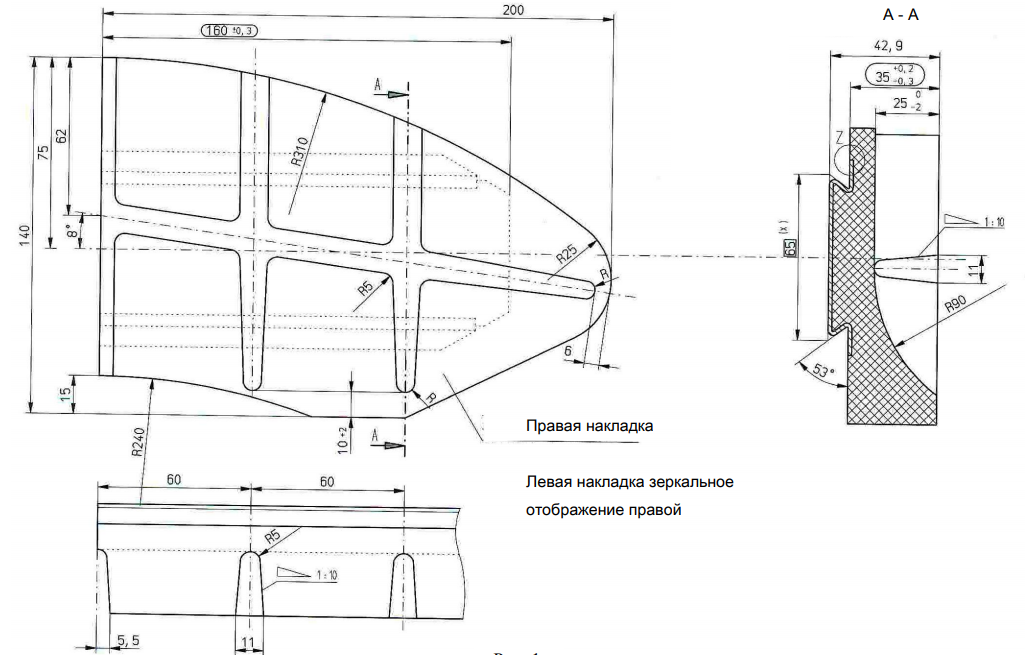 200
160 ±0,3
A
62
75
140
8°
15
R310
R25
R
R5
6
R
10 ±2
A
R240
Правая накладка
Левая накладка зеркальное
отображение правой
60
60
R5
1:10
5,5
11
A - A
42,9
35 +0,2 -0,3
25 0 -2
Z
65 (x)
1:10
11
R90
53°